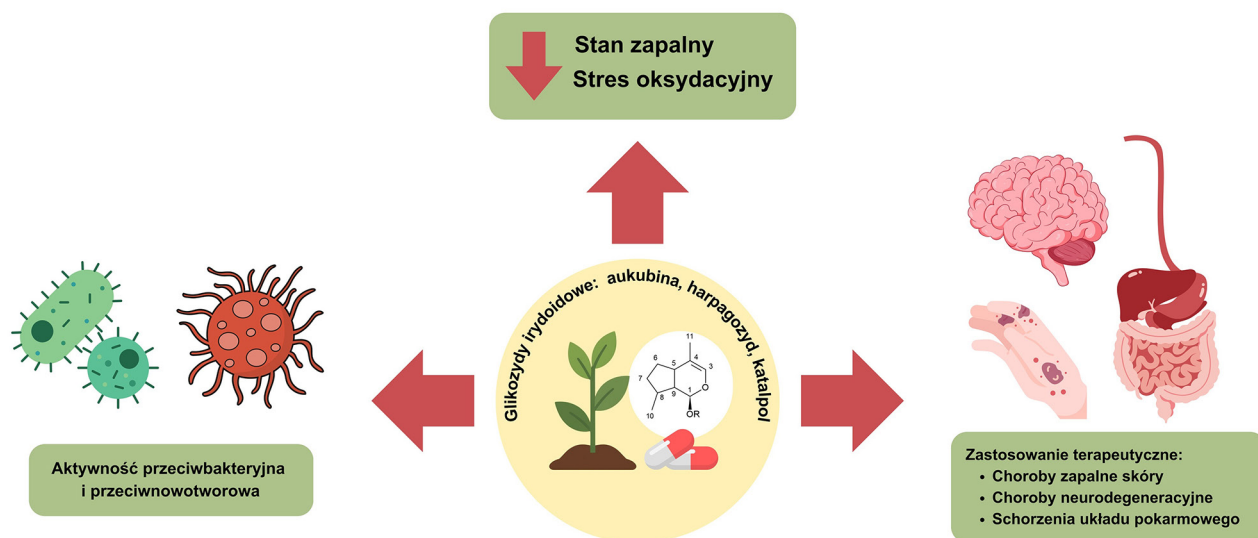 Stan zapalny
Stres oksydacyjny
Glikozydy irydoidowe: aukubina, harpagozyd, katalpol
11
6
5
4
3
7
8
9
1
O
10
OR
Aktywność przeciwbakteryjna
i przeciwnowotworowa
Zastosowanie terapeutyczne:
• Choroby zapalne skóry
• Choroby neurodegeneracyjne
• Schorzenia układu pokarmowego